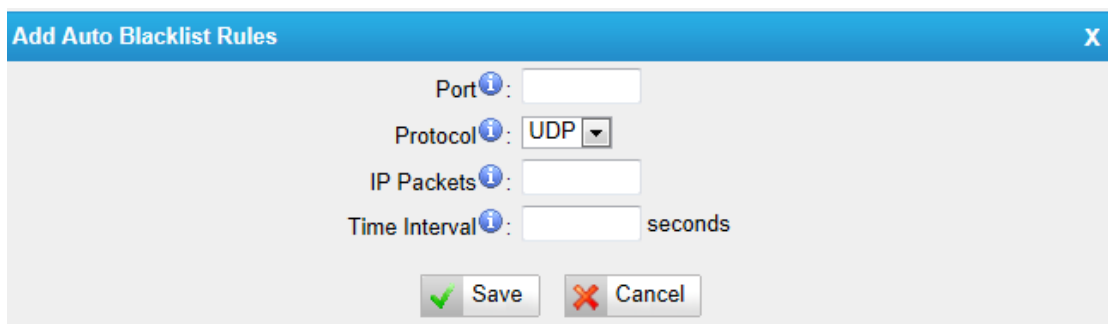 Add Auto Blacklist Rules X
Port i :
Protocol i : UDP
IP Packets i :
Time Interval i : seconds
Save Cancel